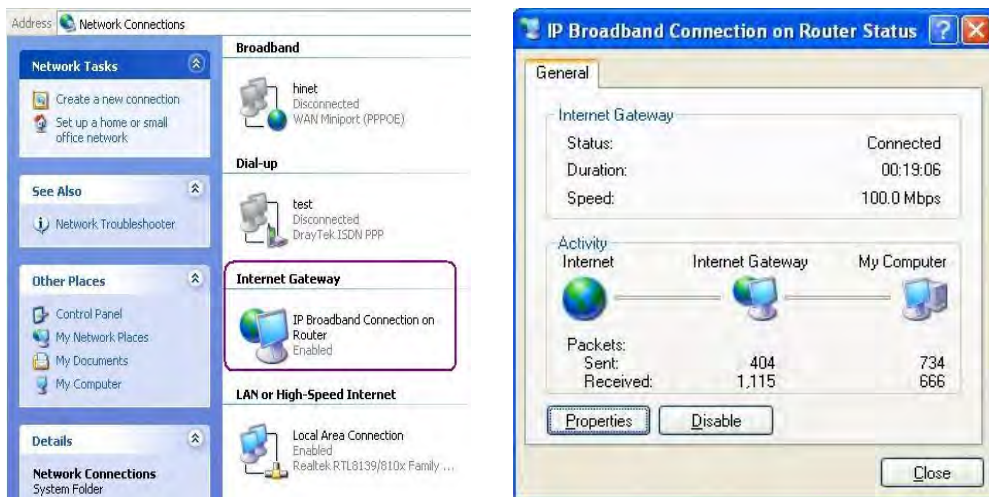 Address Network Connections
Network Tasks
Create a new connection
Set up a home or small
office network
See Also
Network Troubleshooter
Other Places
Control Panel
My Network Places
My Documents
My Computer
Details
Network Connections
System Folder
Broadband
hinet
Disconnected
WAN Miniport (PPPOE)
Dial-up
test
Disconnected
DrayTek ISDN PPP
Internet Gateway
IP Broadband Connection on
Router
Enabled
LAN or High-Speed Internet
Local Area Connection
Enabled
Realtek RTL8139/810x Family ...
IP Broadband Connection on Router Status
General
Internet Gateway
Status: Connected
Duration: 00:19:06
Speed: 100.0 Mbps
Activity
Internet Internet Gateway My Computer
Packets:
Sent: 404 734
Received: 1,115 666
Properties Disable
Close